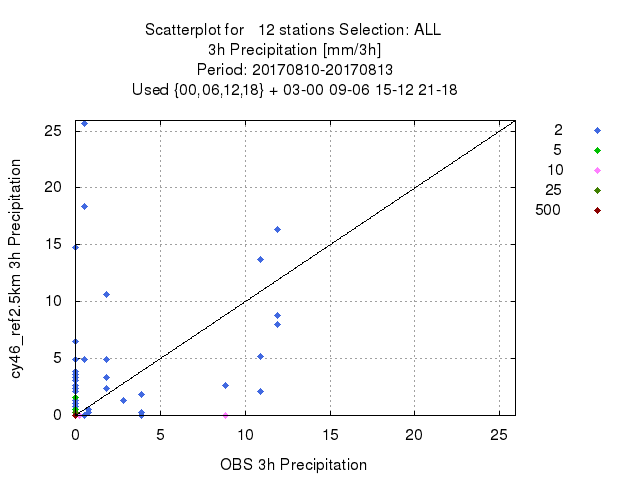 Scatterplot for 12 stations Selection: ALL
3h Precipitation [mm/3h]
Period: 20170810-20170813
Used {00,06,12,18} + 03-00 09-06 15-12 21-18
25
20
15
10
5
0
cy46_ref2.5km 3h Precipitation
0 5 10 15 20 25
OBS 3h Precipitation
2
5
10
25
500